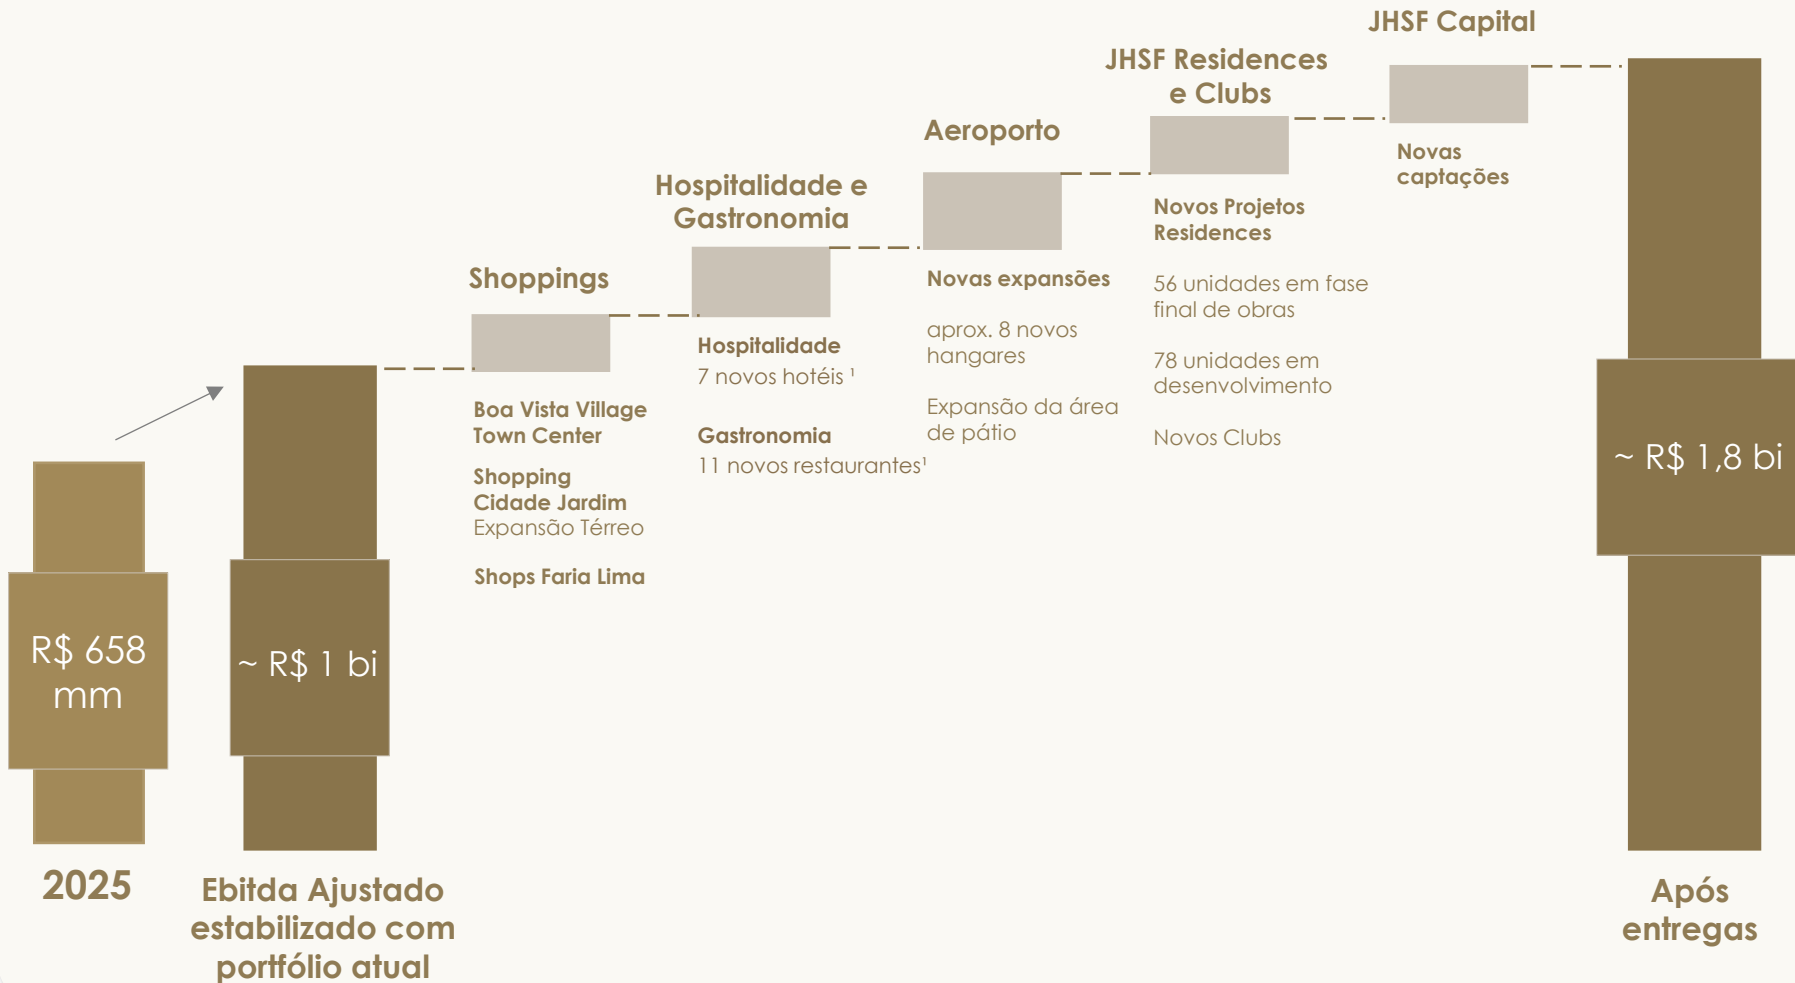 R$ 658
mm
2025
~ R$ 1 bi
Ebitda Ajustado
estabilizado com
portfólio atual
Shoppings
Boa Vista Village
Town Center
Shopping
Cidade Jardim
Expansão Térreo
Shops Faria Lima
Hospitalidade e
Gastronomia
Hospitalidade
7 novos hotéis ¹
Gastronomia
11 novos restaurantes¹
Aeroporto
Novas expansões
aprox. 8 novos
hangares
Expansão da área
de pátio
JHSF Residences
e Clubs
Novos Projetos
Residences
56 unidades em fase
final de obras
78 unidades em
desenvolvimento
Novos Clubs
JHSF Capital
Novas
captações
~ R$ 1,8 bi
Após
entregas